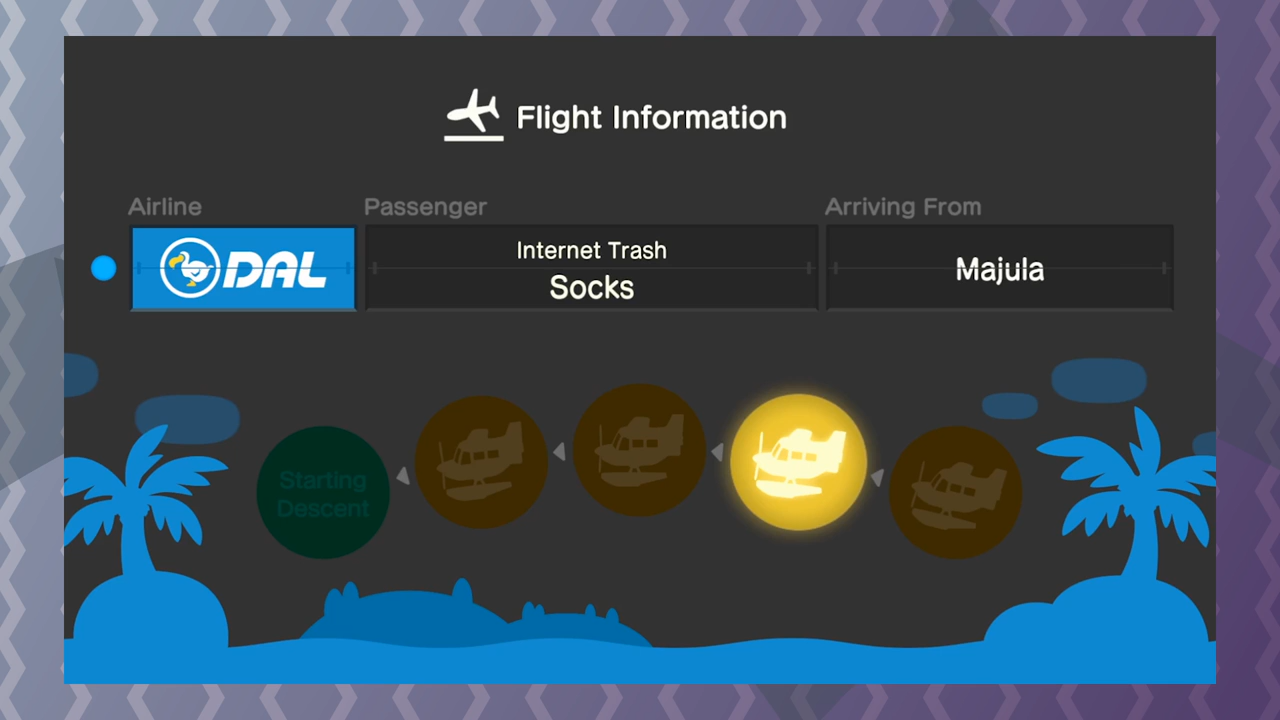 Flight Information
Airline
Passenger
Arriving From
DAL
Internet Trash
Socks
Majula
Starting
Descent